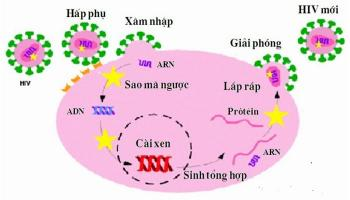 Hấp phụ
Xâm nhập
HIV mới
Giải phóng
HIV
ARN
Sao mã ngược
Lắp ráp
ADN
Prôtêin
Cài xen
ARN
Sinh tổng hợp